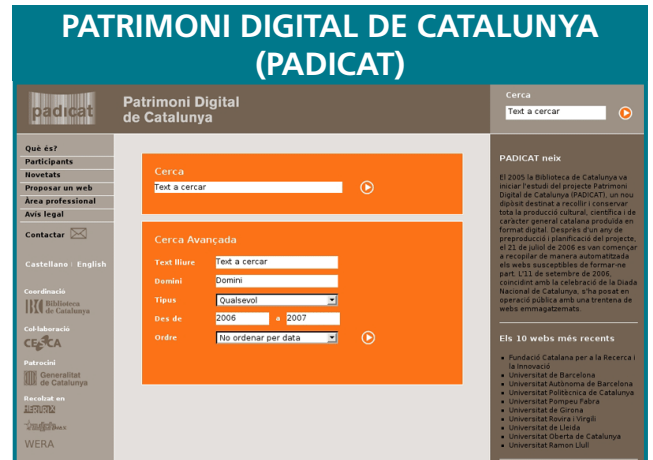 PATRIMONI DIGITAL DE CATALUNYA
(PADICAT)
padicat
Patrimoni Digital
de Catalunya
Cerca
Text a cercar
Què és?
Participants
Novetats
Proposar un web
Àrea professional
Avís legal
Contactar
Castellano | English
Coordinació
Biblioteca
de Catalunya
Col·laboració
CESCA
Patrocini
Generalitat
de Catalunya
Recolzat en
WERA
Cerca
Text a cercar
Cerca Avançada
Text lliure
Text a cercar
Domini
Domini
Tipus
Qualsevol
Des de
2006
a
2007
Ordre
No ordenar per data
PADICAT neix
El 2005 la Biblioteca de Catalunya va
iniciar l'estudi del projecte Patrimoni
Digital de Catalunya (PADICAT), un nou
dipòsit destinat a recollir i conservar
tota la producció cultural, científica i de
caràcter general catalana produïda en
format digital. Desprès d'un any de
preproducció i planificació del projecte,
el 21 de juliol de 2006 es van començar
a recopilar de manera automatitzada
els webs susceptibles de formar-ne
part. L'11 de setembre de 2006,
coincidint amb la celebració de la Diada
Nacional de Catalunya, s'ha posat en
operació pública amb una trentena de
webs emmagatzemats.
Els 10 webs més recents
Fundació Catalana per a la Recerca i
la Innovació
Universitat de Barcelona
Universitat Autònoma de Barcelona
Universitat Politècnica de Catalunya
Universitat Pompeu Fabra
Universitat de Girona
Universitat Rovira i Virgili
Universitat de Lleida
Universitat Oberta de Catalunya
Universitat Ramon Llull